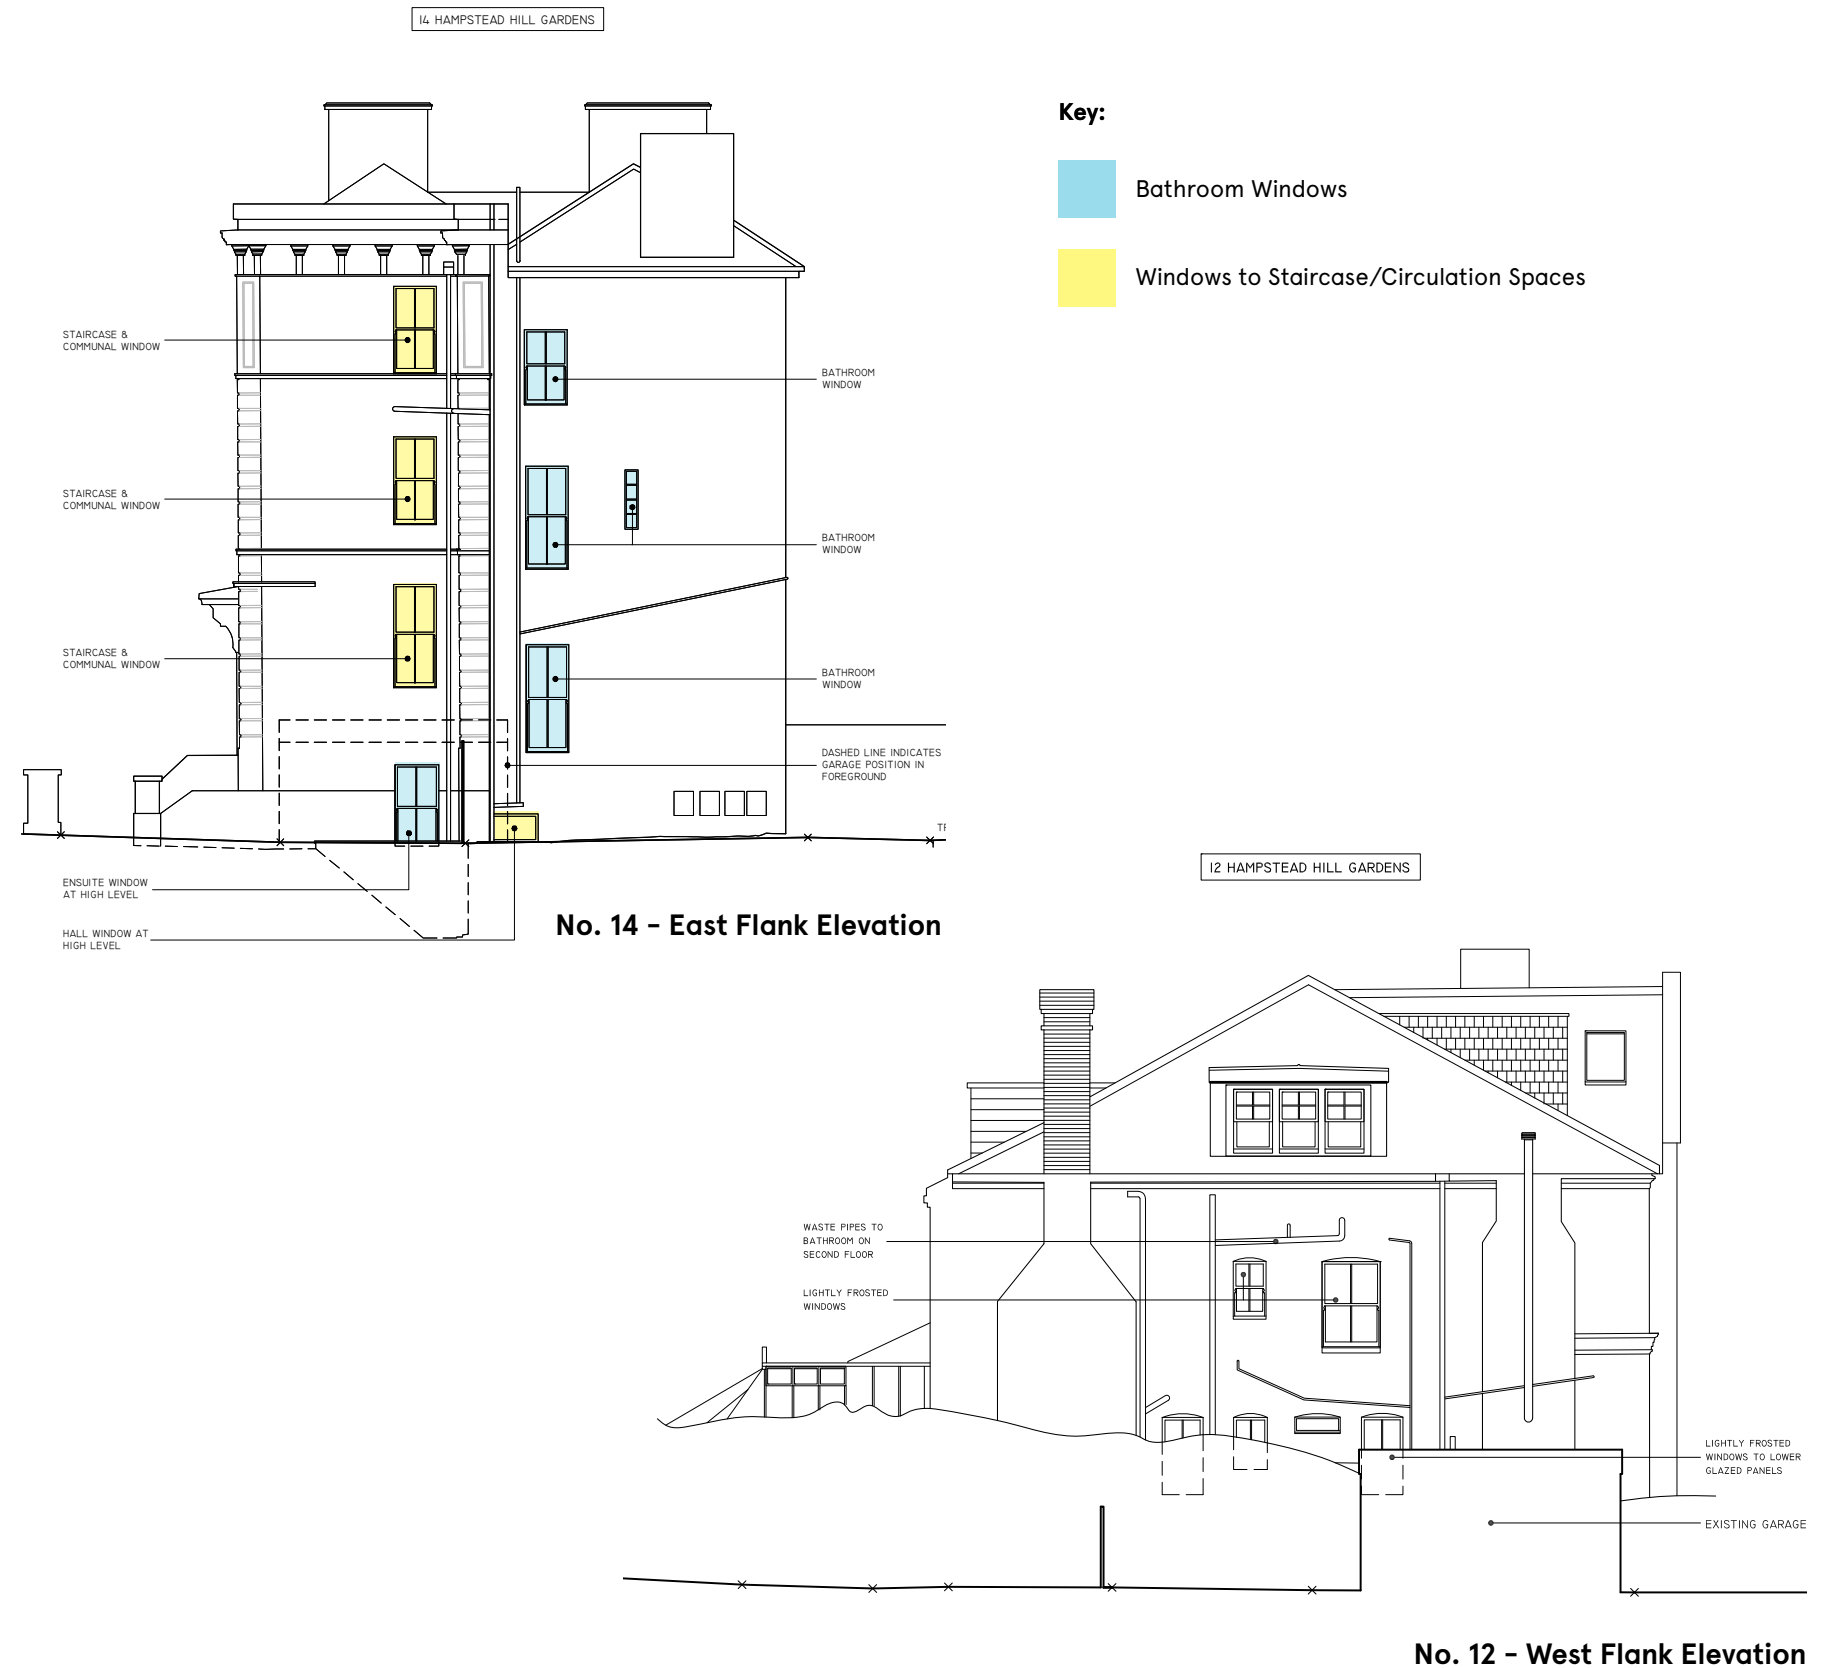 14 HAMPSTEAD HILL GARDENS
Key:
Bathroom Windows
Windows to Staircase/Circulation Spaces
STAIRCASE &
COMMUNAL WINDOW
BATHROOM
WINDOW
STAIRCASE &
COMMUNAL WINDOW
BATHROOM
WINDOW
STAIRCASE &
COMMUNAL WINDOW
BATHROOM
WINDOW
DASHED LINE INDICATES
GARAGE POSITION IN
FOREGROUND
ENSUITE WINDOW
AT HIGH LEVEL
HALL WINDOW AT
HIGH LEVEL
No. 14 - East Flank Elevation
12 HAMPSTEAD HILL GARDENS
WASTE PIPES TO
BATHROOM ON
SECOND FLOOR
LIGHTLY FROSTED
WINDOWS
LIGHTLY FROSTED
WINDOWS TO LOWER
GLAZED PANELS
EXISTING GARAGE
No. 12 - West Flank Elevation